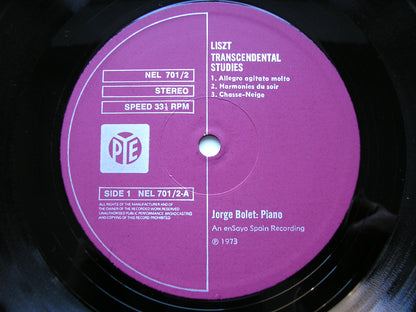 NEL 701/2
STEREO
SPEED 33⅓ RPM
PYE
SIDE 1 NEL 701/2-A
ALL RIGHTS OF THE MANUFACTURER AND OF
THE OWNER OF THE RECORDED WORK RESERVED
UNAUTHORISED PUBLIC PERFORMANCE BROADCASTING
AND COPYING OF THIS RECORD PROHIBITED
LISZT
TRANSCENDENTAL
STUDIES
1. Allegro agitato molto
2. Harmonies du soir
3. Chasse-Neige
Jorge Bolet: Piano
An enSayo Spain Recording
℗ 1973